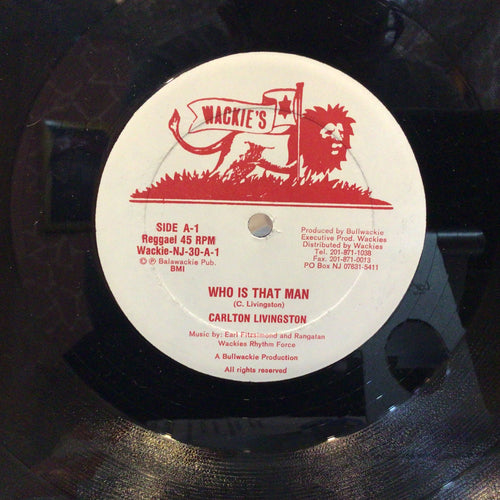 WACKIE'S
SIDE A-1
Reggael 45 RPM
Wackie-NJ-30-A-1
© ℗ Balawackie Pub.
BMI
Produced by Bullwackie
Executive Prod. Wackies
Distributed by Wackies
Tel. 201-871-1038
Fax. 201-871-0013
PO Box NJ 07631-5411
WHO IS THAT MAN
(C. Livingston)
CARLTON LIVINGSTON
Music by: Earl Fitzsimond and Rangatan
Wackies Rhythm Force
A Bullwackie Production
All rights reserved